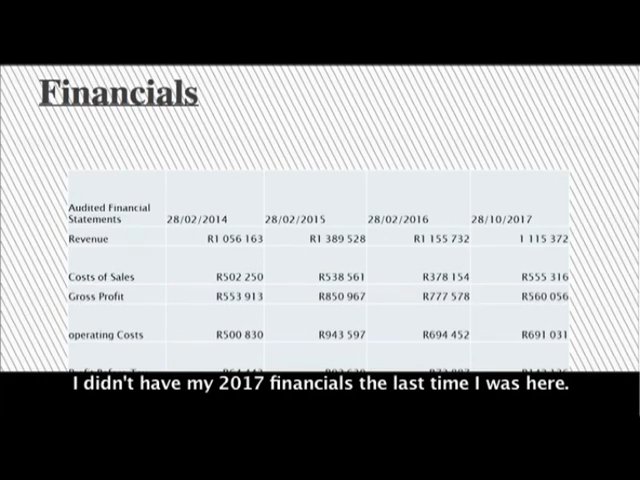 Financials
Audited Financial
Statements 28/02/2014 28/02/2015 28/02/2016 28/10/2017
Revenue R1 056 163 R1 389 528 R1 155 732 1 115 372
Costs of Sales R502 250 R538 561 R378 154 R555 316
Gross Profit R553 913 R850 967 R777 578 R560 056
operating Costs R500 830 R943 597 R694 452 R691 031
I didn't have my 2017 financials the last time I was here.